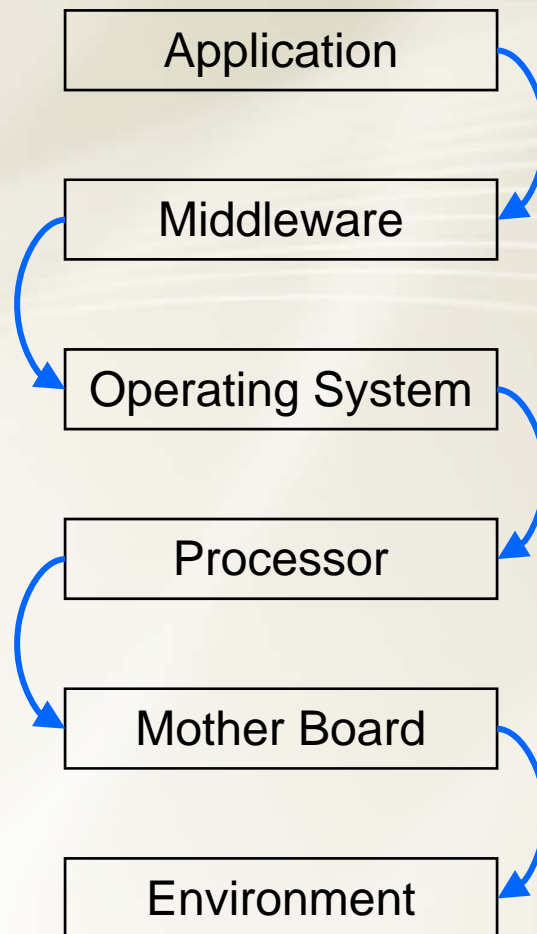 Application
Middleware
Operating System
Processor
Mother Board
Environment